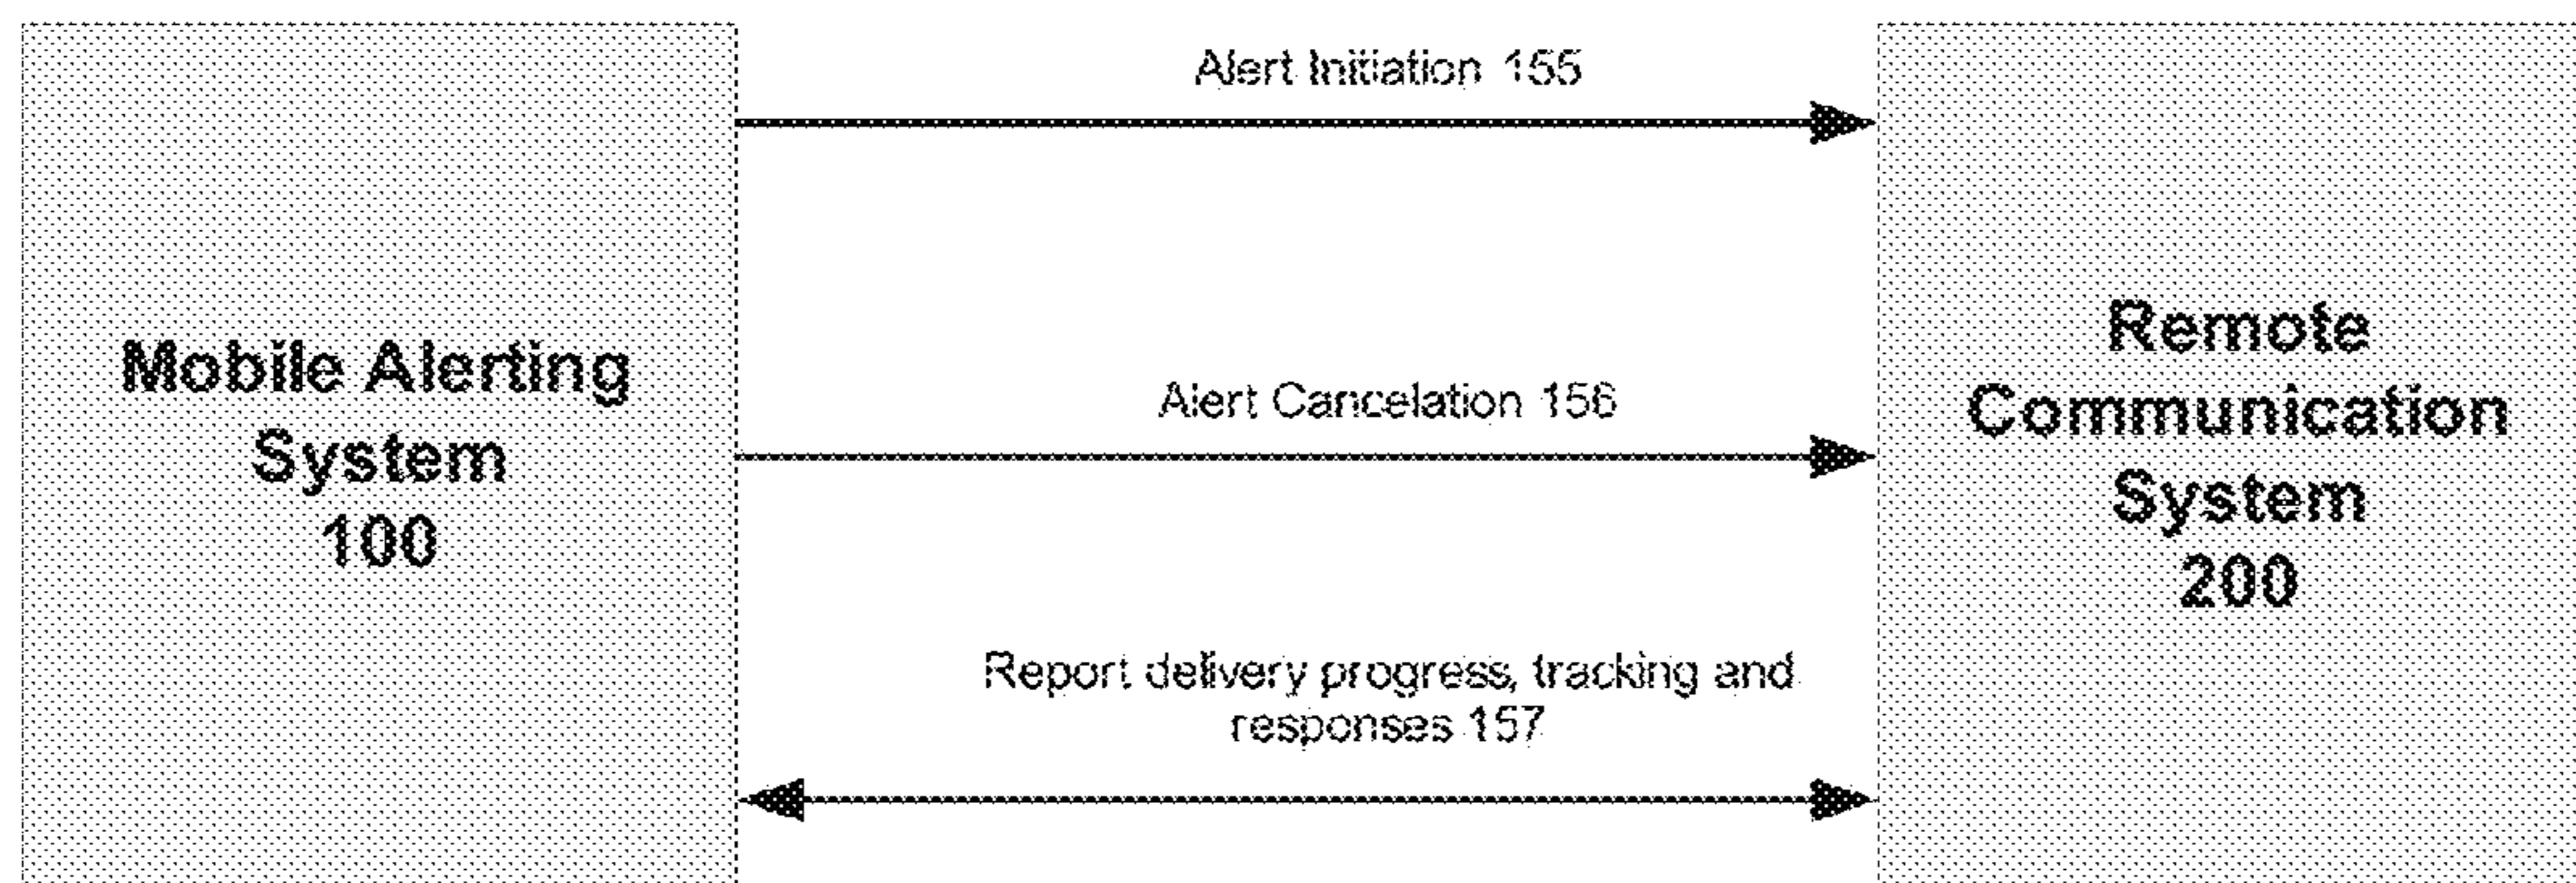 Alert Initiation 155
Mobile Alerting
System
100
Alert Cancelation 156
Remote
Communication
System
200
Report delivery progress, tracking and
responses 157